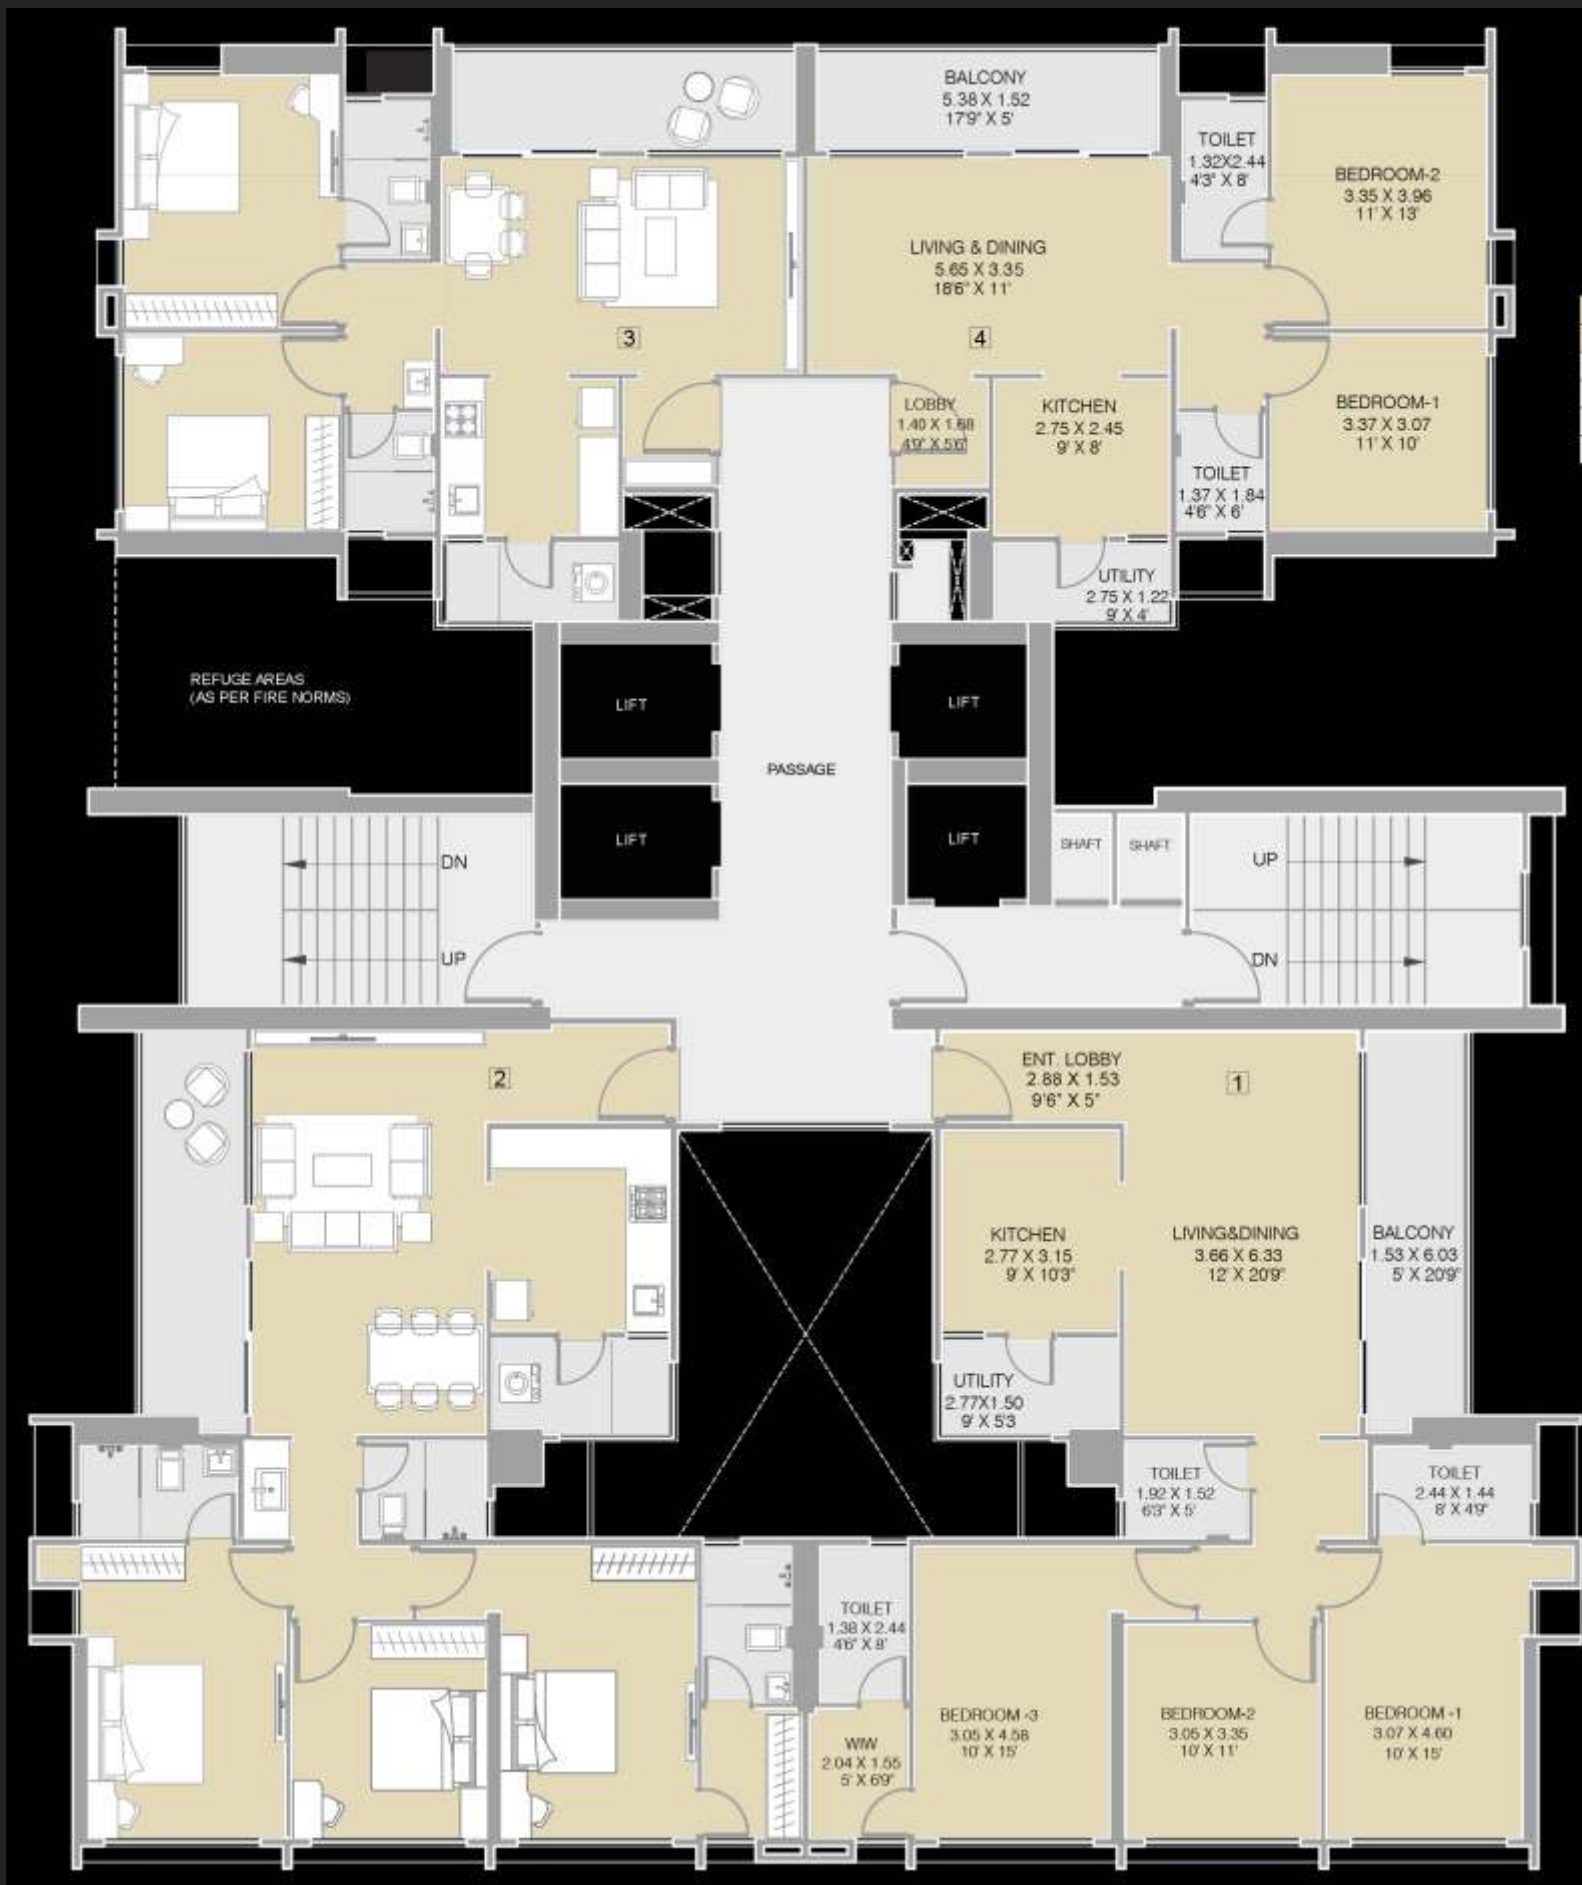 BALCONY
5.38 X 1.52
17'9" X 5'
TOILET
1.32X2.44
4'3" X 8'
BEDROOM-2
3.35 X 3.96
11' X 13'
LIVING & DINING
5.65 X 3.35
18'6" X 11'
3
4
LOBBY
1.40 X 1.68
4'9" X 5'6"
KITCHEN
2.75 X 2.45
9' X 8'
BEDROOM-1
3.37 X 3.07
11' X 10'
TOILET
1.37 X 1.84
4'6" X 6'
UTILITY
2.75 X 1.22
9' X 4'
REFUGE AREAS
(AS PER FIRE NORMS)
LIFT
LIFT
PASSAGE
LIFT
LIFT
SHAFT
SHAFT
DN
UP
UP
DN
2
ENT. LOBBY
2.88 X 1.53
9'6" X 5"
1
KITCHEN
2.77 X 3.15
9' X 10'3"
LIVING&DINING
3.66 X 6.33
12' X 20'9"
BALCONY
1.53 X 6.03
5' X 20'9"
UTILITY
2.77X1.50
9' X 5'3
TOILET
1.92 X 1.52
6'3" X 5'
TOILET
2.44 X 1.44
8' X 4'9"
TOILET
1.38 X 2.44
4'6" X 8'
WIW
2.04 X 1.55
5' X 6'9"
BEDROOM -3
3.05 X 4.58
10' X 15'
BEDROOM-2
3.05 X 3.35
10' X 11'
BEDROOM -1
3.07 X 4.60
10' X 15'